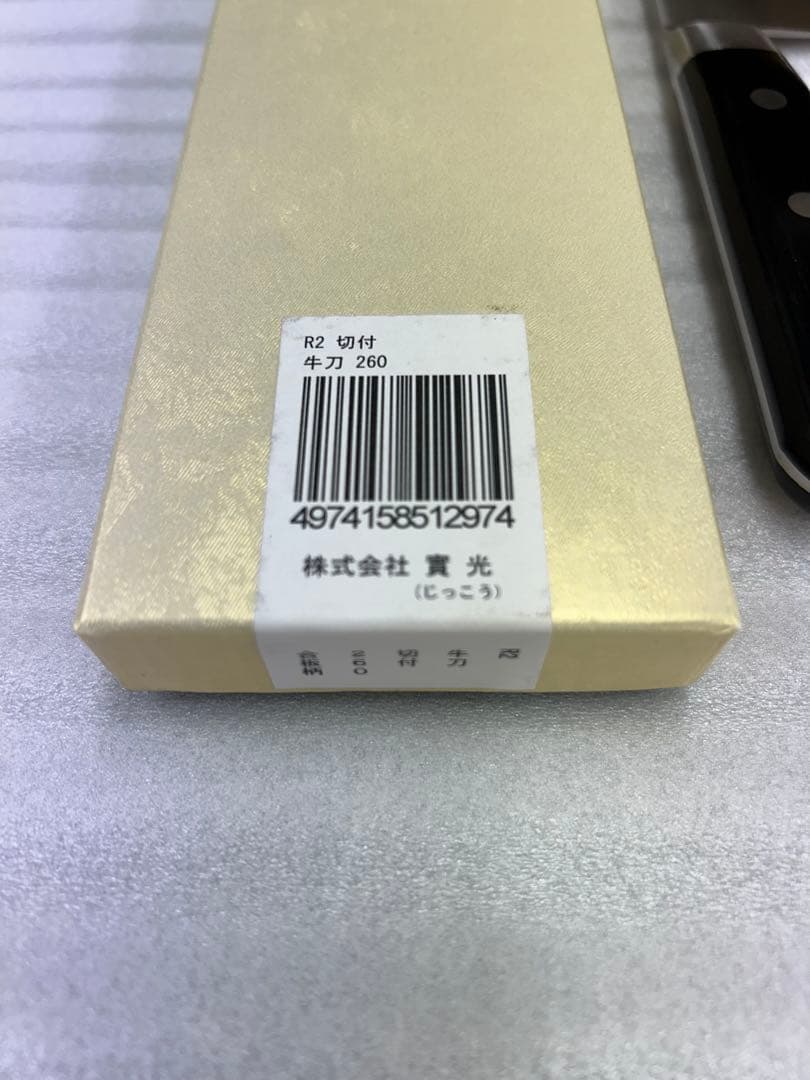 R2 切付
牛刀 260
4974158512974
株式会社 實光
(じっこう)
R2
牛刀
切付
260
合板柄